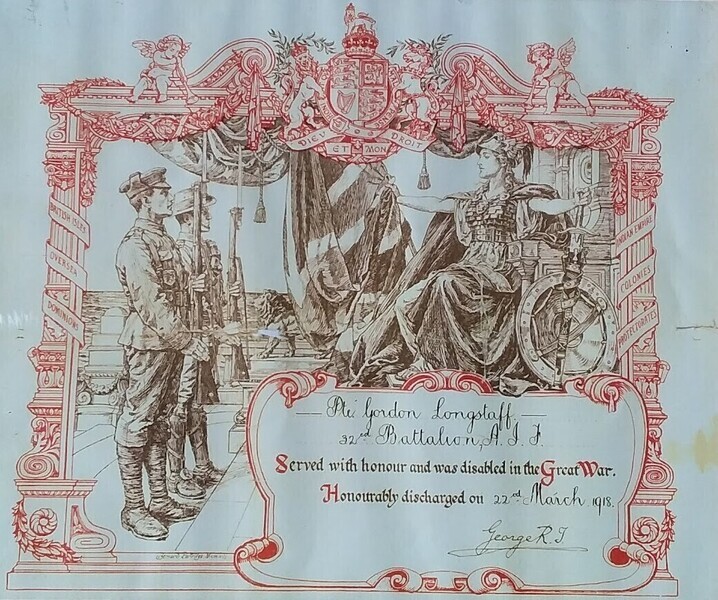 DIEU ET MON DROIT
BRITISH ISLES
OVERSEA
DOMINIONS
INDIAN EMPIRE
COLONIES
PROTECTORATES
Pte. Gordon Longstaff.
32nd Battalion, A. I. F.
Served with honour and was disabled in the Great War.
Honourably discharged on 22nd March 1918.
George R. I